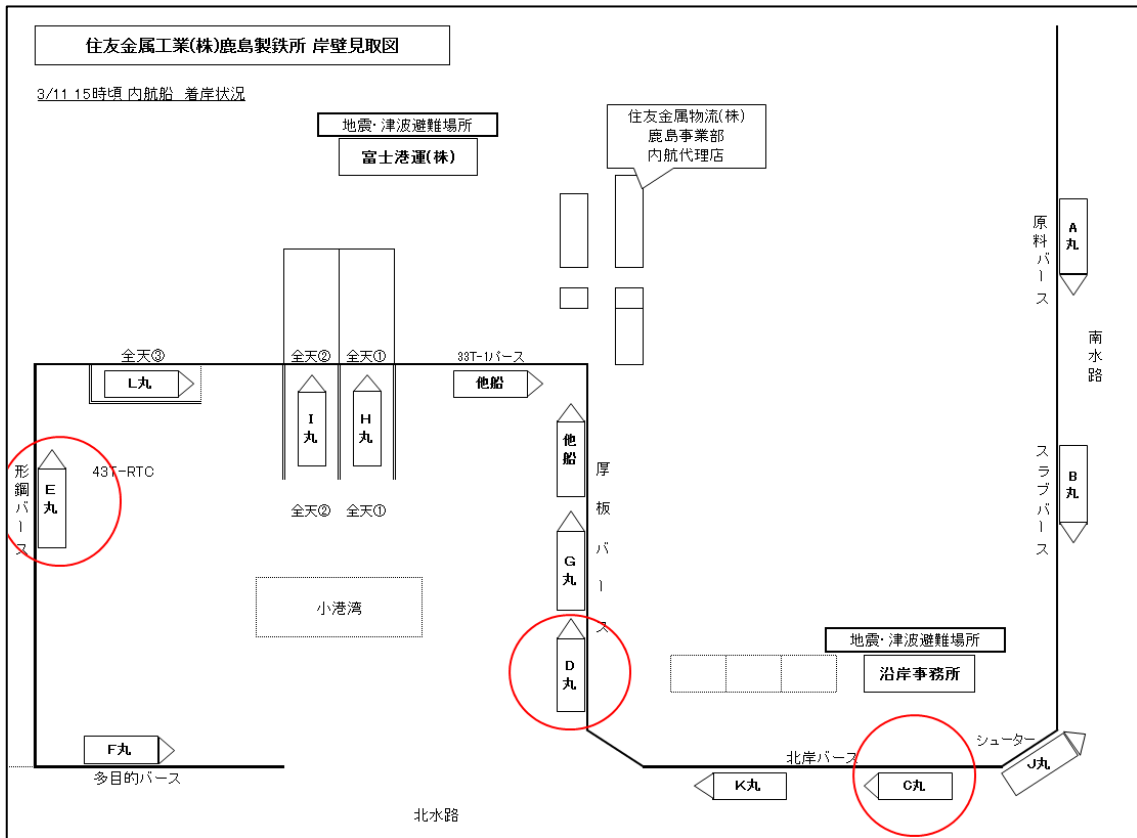 住友金属工業(株)鹿島製鉄所 岸壁見取図
3/11 15時頃 内航船 着岸状況
地震・津波避難場所
富士港運(株)
住友金属物流(株)
鹿島事業部
内航代理店
原料バース
A丸
南水路
全天③
全天②
全天①
33T-1バース
L丸
I丸
H丸
他船
他船
形鋼バース
E丸
43T-RTC
厚板バース
スラブバース
B丸
全天②
全天①
G丸
小港湾
D丸
地震・津波避難場所
沿岸事務所
F丸
多目的バース
シューター
北岸バース
J丸
K丸
C丸
北水路